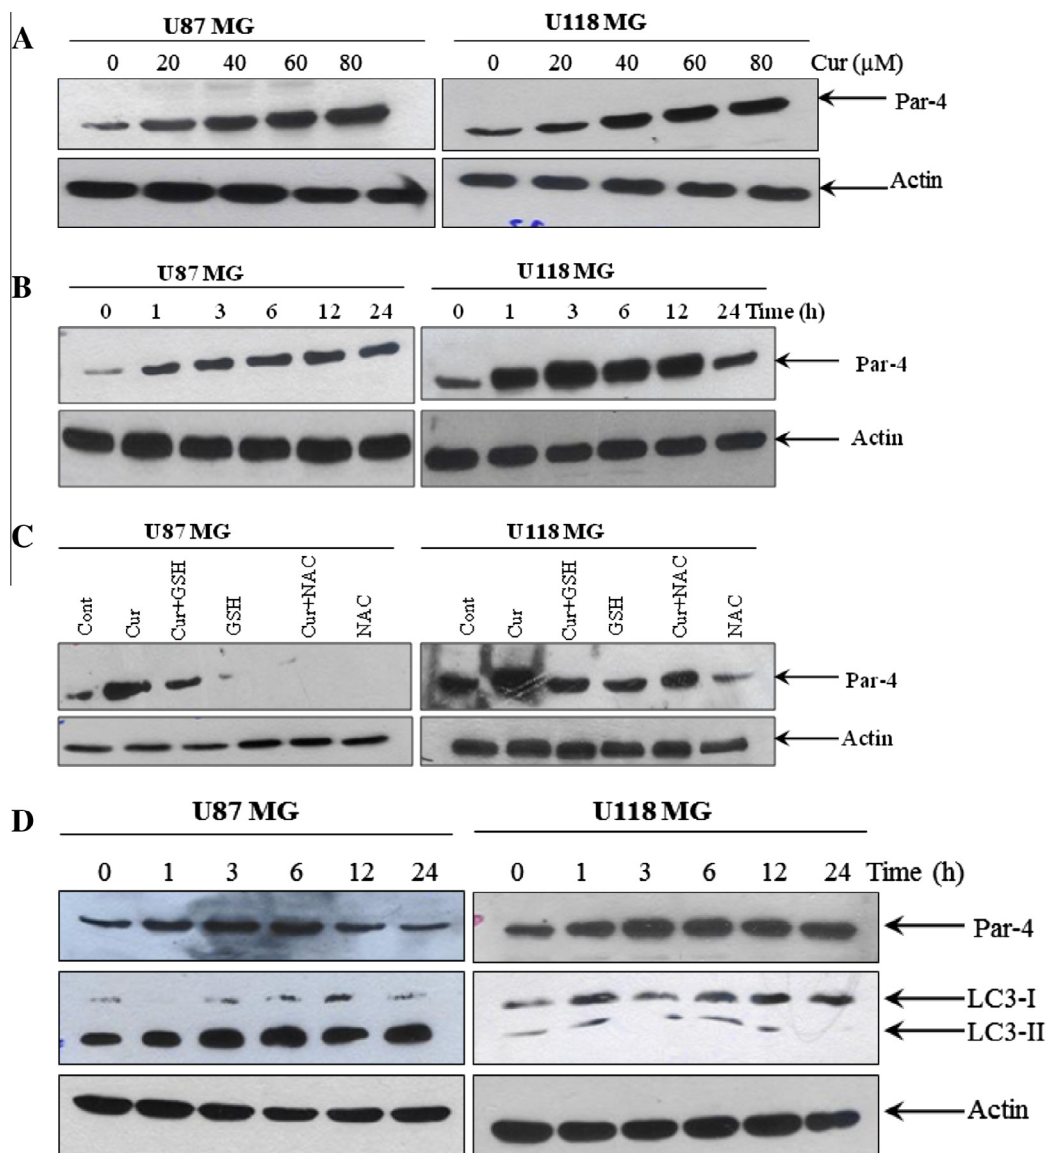 A
U87 MG
U118 MG
0 20 40 60 80
0 20 40 60 80 Cur (µM)
Par-4
Actin
B
U87 MG
U118 MG
0 1 3 6 12 24
0 1 3 6 12 24 Time (h)
Par-4
Actin
C
U87 MG
U118 MG
Cont Cur Cur+GSH GSH Cur+NAC NAC
Cont Cur Cur+GSH GSH Cur+NAC NAC
Par-4
Actin
D
U87 MG
U118 MG
0 1 3 6 12 24
0 1 3 6 12 24 Time (h)
Par-4
LC3-I
LC3-II
Actin